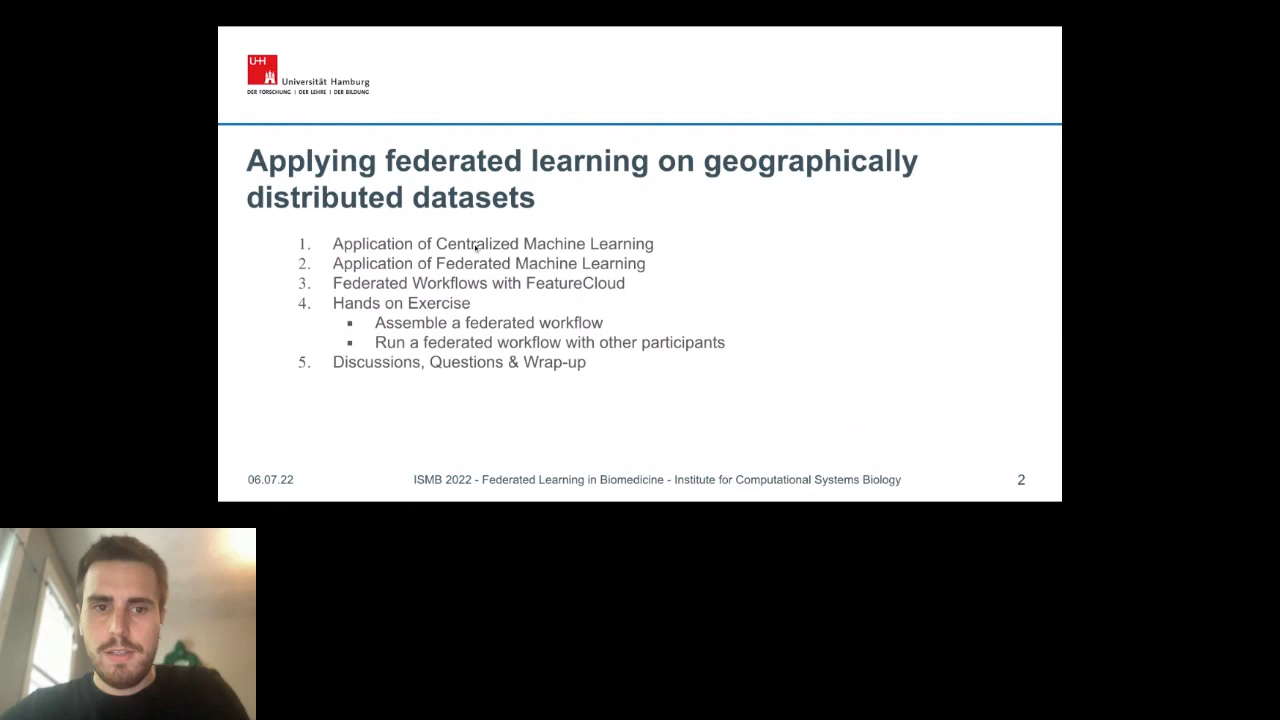 UH
Universität Hamburg
DER FORSCHUNG | DER LEHRE | DER BILDUNG
Applying federated learning on geographically
distributed datasets
1. Application of Centralized Machine Learning
2. Application of Federated Machine Learning
3. Federated Workflows with FeatureCloud
4. Hands on Exercise
▪ Assemble a federated workflow
▪ Run a federated workflow with other participants
5. Discussions, Questions & Wrap-up
06.07.22 ISMB 2022 - Federated Learning in Biomedicine - Institute for Computational Systems Biology 2